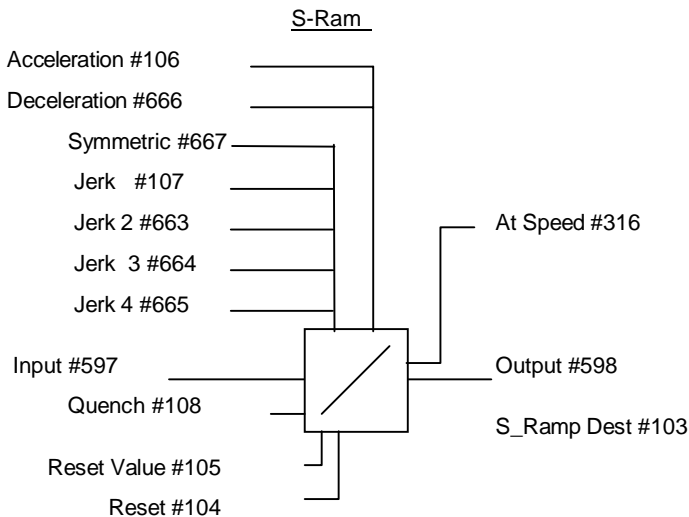 S-Ram
Acceleration #106
Deceleration #666
Symmetric #667
Jerk #107
Jerk 2 #663
Jerk 3 #664
Jerk 4 #665
At Speed #316
Input #597
Output #598
Quench #108
S_Ramp Dest #103
Reset Value #105
Reset #104